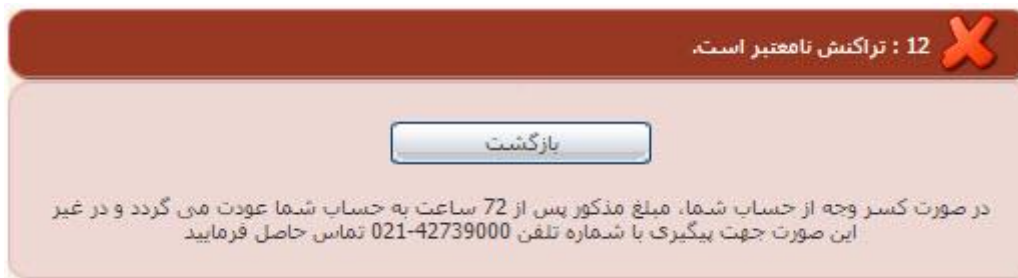 12 : تراکنش نامعتبر است.
بازگشت
در صورت کسر وجه از حساب شما، مبلغ مذکور پس از 72 ساعت به حساب شما عودت می گردد و در غیر
این صورت جهت پیگیری با شماره تلفن 42739000-021 تماس حاصل فرمایید